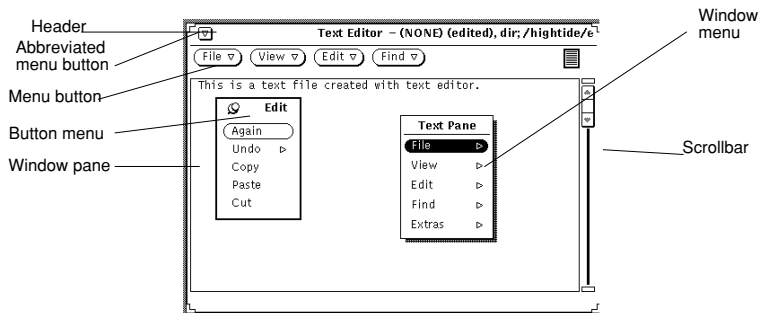 Window
menu
Header
Text Editor – (NONE) (edited), dir; /hightide/e
Abbreviated
menu button
File View Edit Find
This is a text file created with text editor.
Menu button
Edit
Again
Undo
Copy
Paste
Cut
Button menu
Window pane
Text Pane
File
View
Edit
Find
Extras
Scrollbar